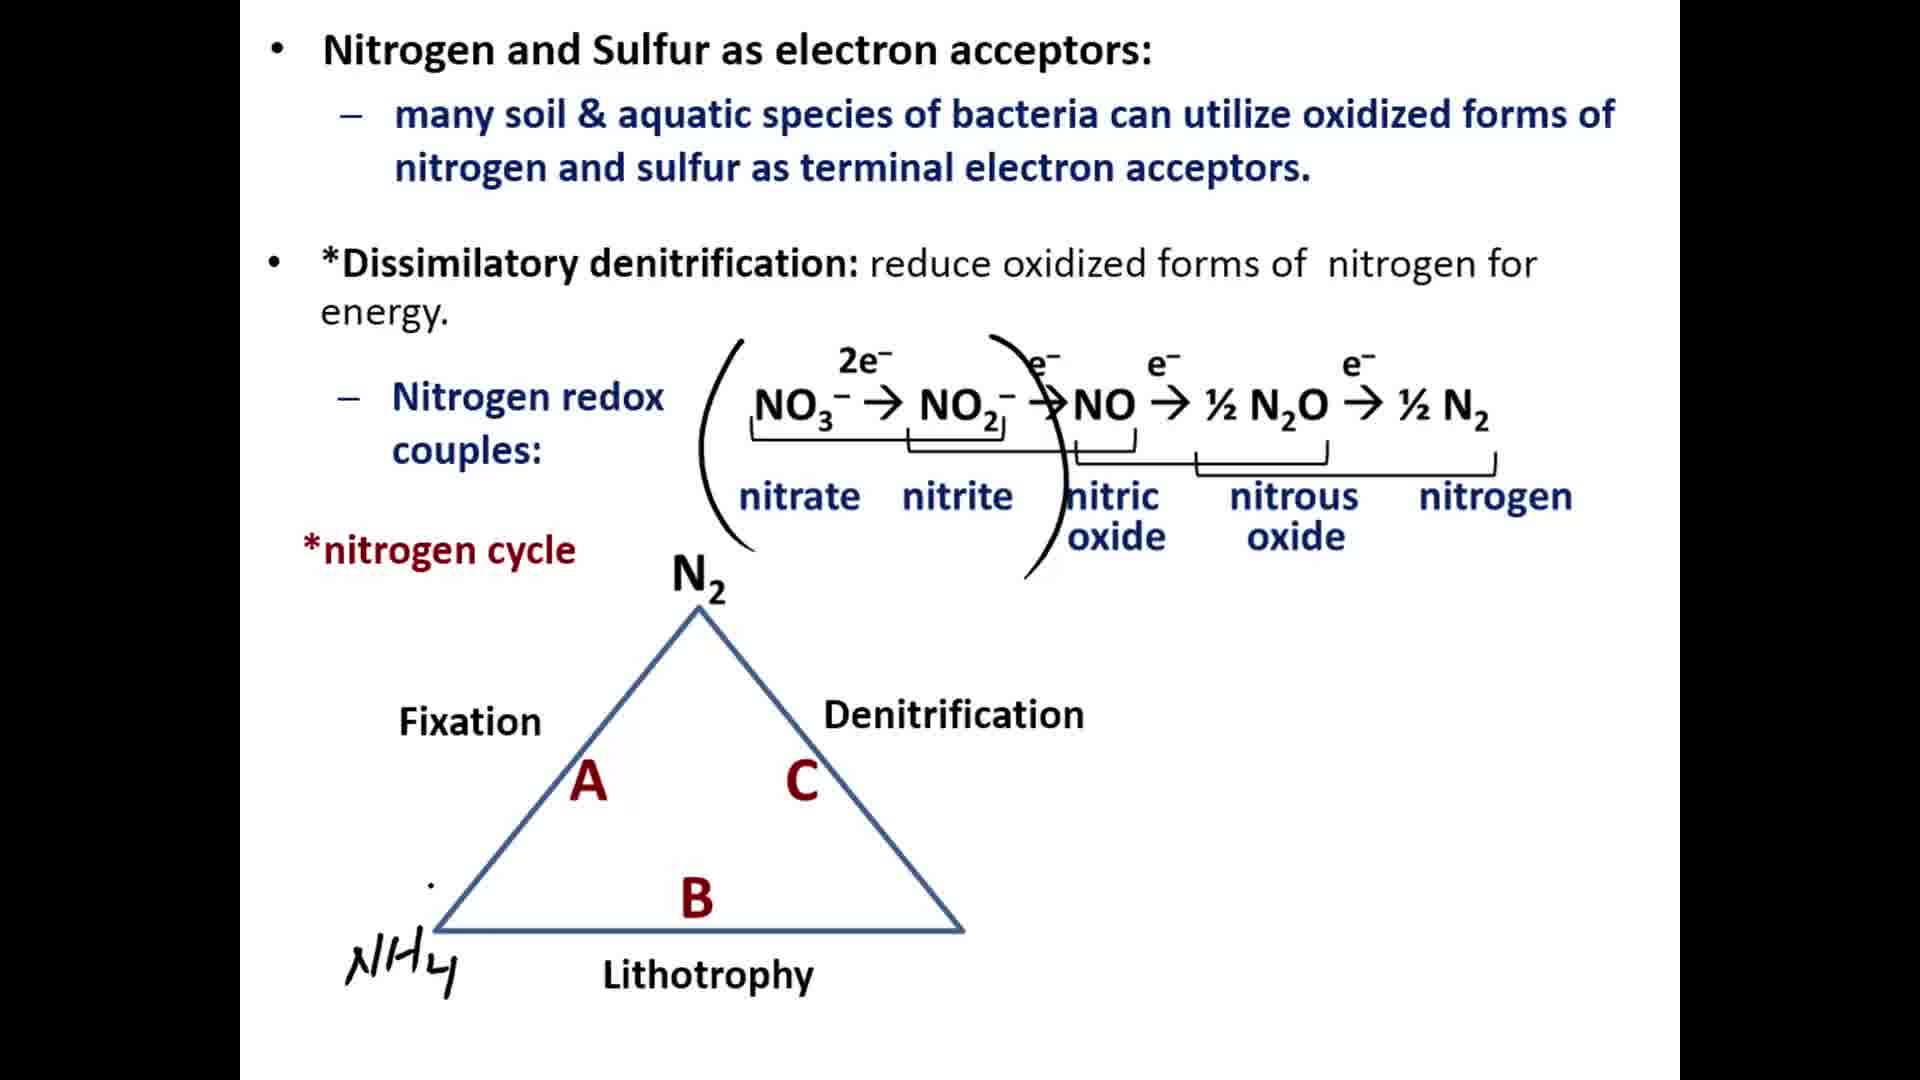 • Nitrogen and Sulfur as electron acceptors:
– many soil & aquatic species of bacteria can utilize oxidized forms of
nitrogen and sulfur as terminal electron acceptors.
• *Dissimilatory denitrification: reduce oxidized forms of nitrogen for
energy.
2e⁻ e⁻ e⁻ e⁻
– Nitrogen redox
couples:
NO₃⁻ → NO₂⁻ → NO → ½ N₂O → ½ N₂
nitrate nitrite nitric nitrous nitrogen
oxide oxide
*nitrogen cycle
N₂
Fixation
Denitrification
A C
B
NH4
Lithotrophy